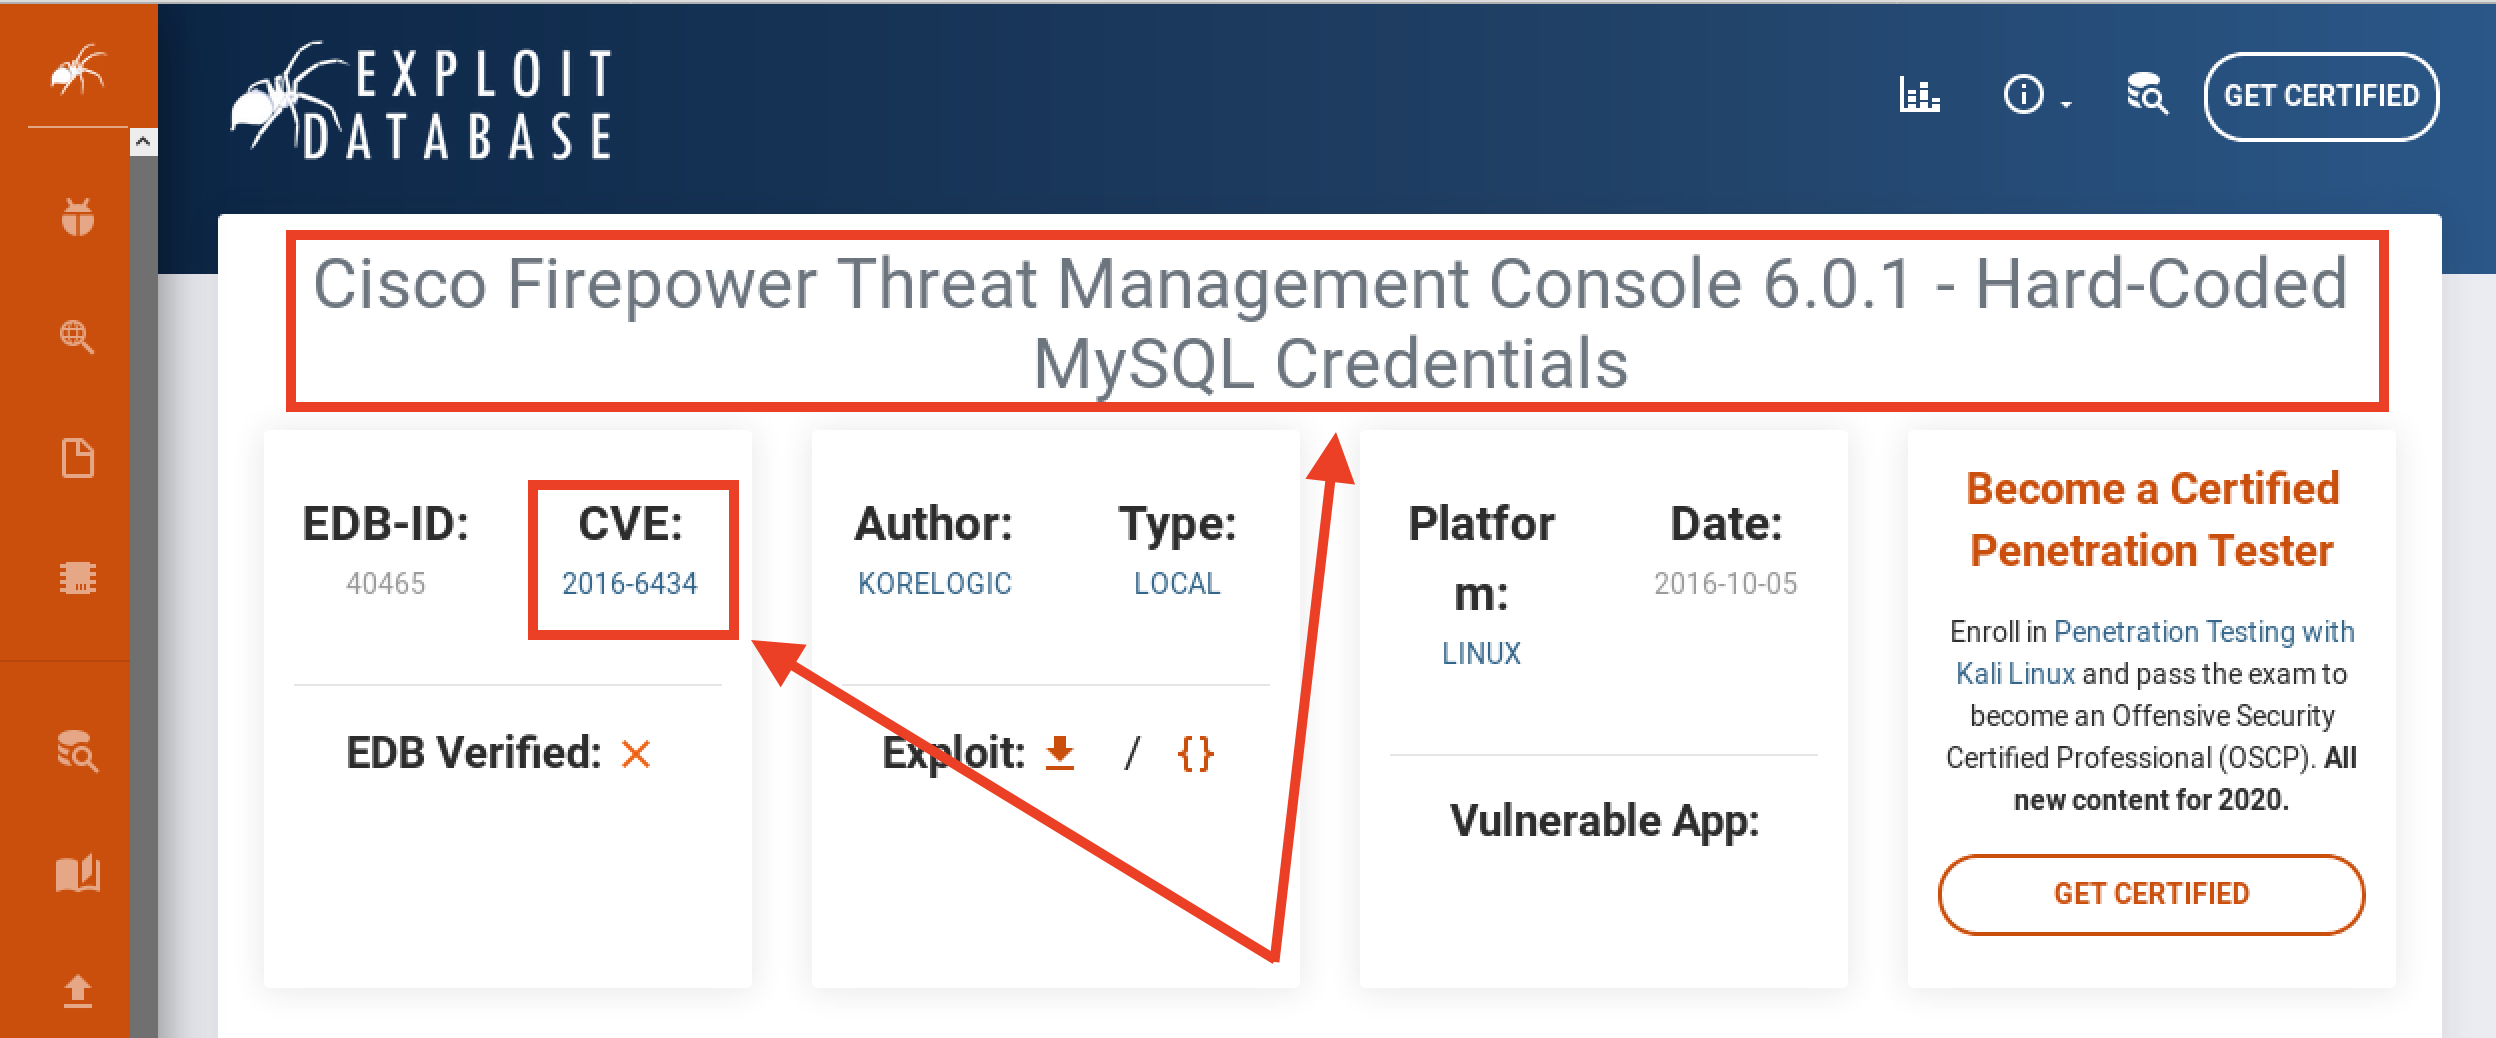 EXPLOIT
DATABASE
GET CERTIFIED
Cisco Firepower Threat Management Console 6.0.1 - Hard-Coded
MySQL Credentials
EDB-ID:
40465
CVE:
2016-6434
EDB Verified:
Author:
KORELOGIC
Type:
LOCAL
Exploit: / {}
Platfor
m:
LINUX
Date:
2016-10-05
Vulnerable App:
Become a Certified
Penetration Tester
Enroll in Penetration Testing with
Kali Linux and pass the exam to
become an Offensive Security
Certified Professional (OSCP). All
new content for 2020.
GET CERTIFIED